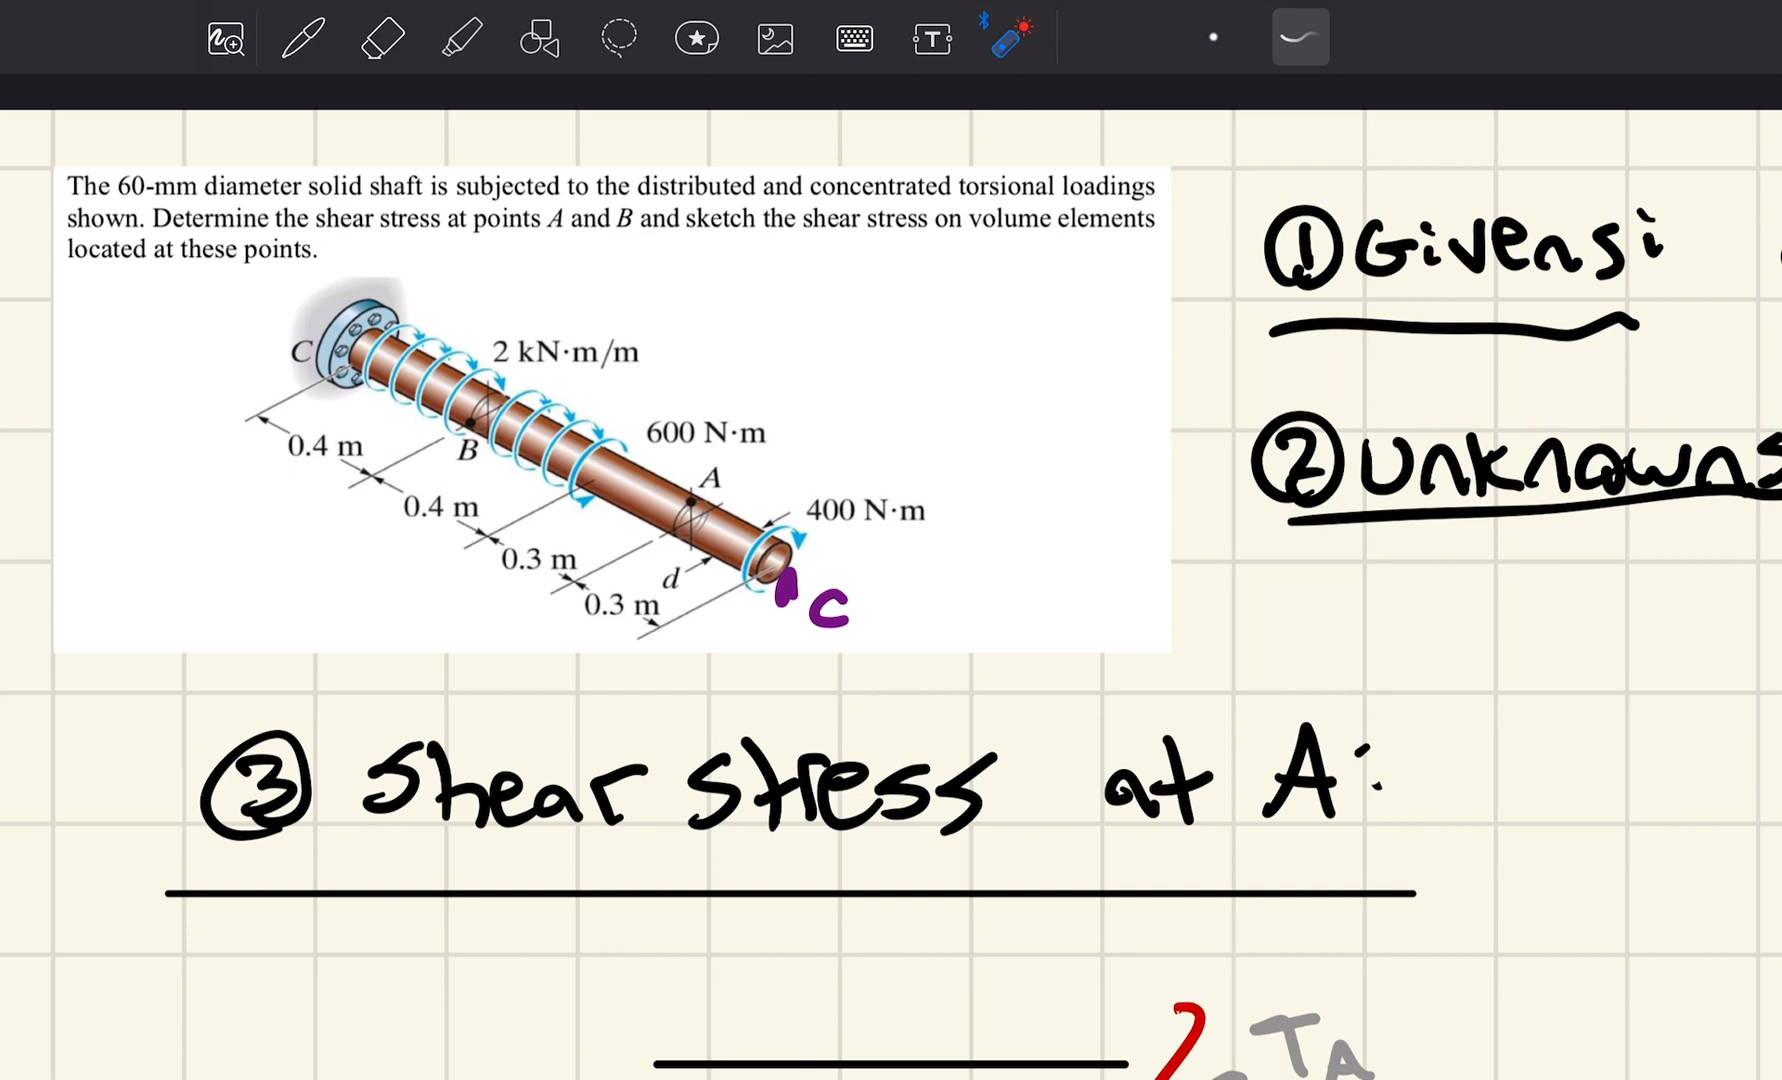 The 60-mm diameter solid shaft is subjected to the distributed and concentrated torsional loadings
shown. Determine the shear stress at points A and B and sketch the shear stress on volume elements
located at these points.
C
2 kN·m/m
0.4 m
B
600 N·m
A
0.4 m
400 N·m
0.3 m
d
0.3 m
C
① Givens:
② Unknowns
③ Shear stress at A:
TA